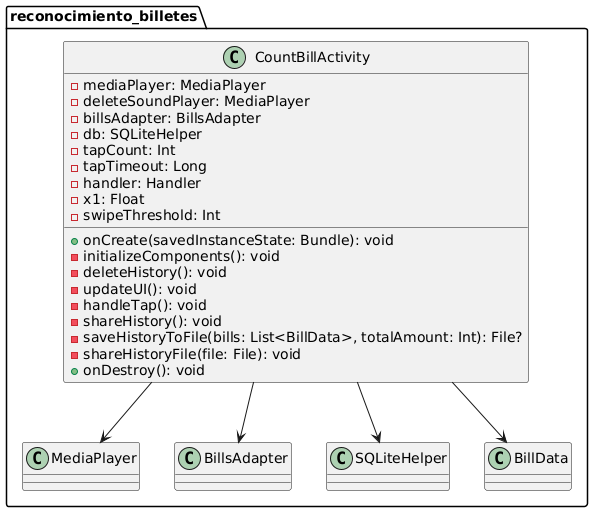 reconocimiento_billetes
C CountBillActivity
mediaPlayer: MediaPlayer
deleteSoundPlayer: MediaPlayer
billsAdapter: BillsAdapter
db: SQLiteHelper
tapCount: Int
tapTimeout: Long
handler: Handler
x1: Float
swipeThreshold: Int
onCreate(savedInstanceState: Bundle): void
initializeComponents(): void
deleteHistory(): void
updateUI(): void
handleTap(): void
shareHistory(): void
saveHistoryToFile(bills: List<BillData>, totalAmount: Int): File?
shareHistoryFile(file: File): void
onDestroy(): void
C MediaPlayer
C BillsAdapter
C SQLiteHelper
C BillData